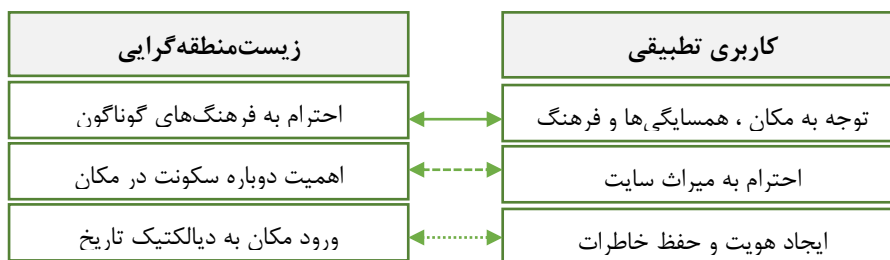 کاربری تطبیقی
توجه به مکان ، همسایگی‌ها و فرهنگ
احترام به میراث سایت
ایجاد هویت و حفظ خاطرات
زیست‌منطقه‌گرایی
احترام به فرهنگ‌های گوناگون
اهمیت دوباره سکونت در مکان
ورود مکان به دیالکتیک تاریخ